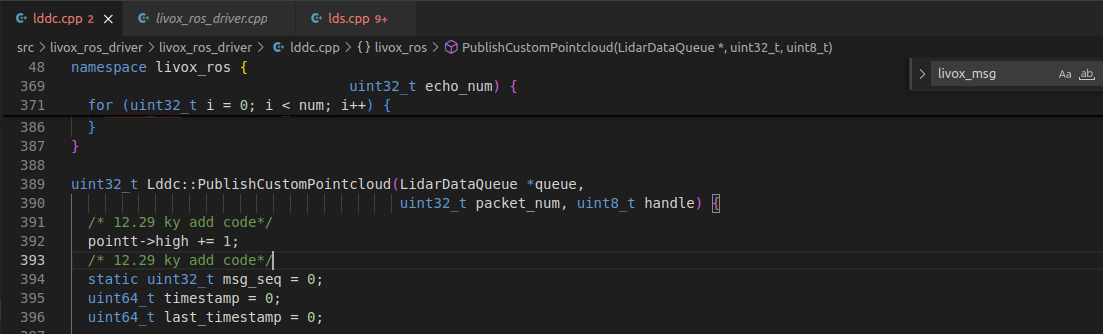 lddc.cpp 2 livox_ros_driver.cpp lds.cpp 9+
src > livox_ros_driver > livox_ros_driver > lddc.cpp > {} livox_ros > PublishCustomPointcloud(LidarDataQueue *, uint32_t, uint8_t)
48 namespace livox_ros {
livox_msg Aa ab
369 uint32_t echo_num) {
371 for (uint32_t i = 0; i < num; i++) {
386 }
387 }
388
389 uint32_t Lddc::PublishCustomPointcloud(LidarDataQueue *queue,
390 uint32_t packet_num, uint8_t handle) {
391 /* 12.29 ky add code*/
392 pointt->high += 1;
393 /* 12.29 ky add code*/
394 static uint32_t msg_seq = 0;
395 uint64_t timestamp = 0;
396 uint64_t last_timestamp = 0;